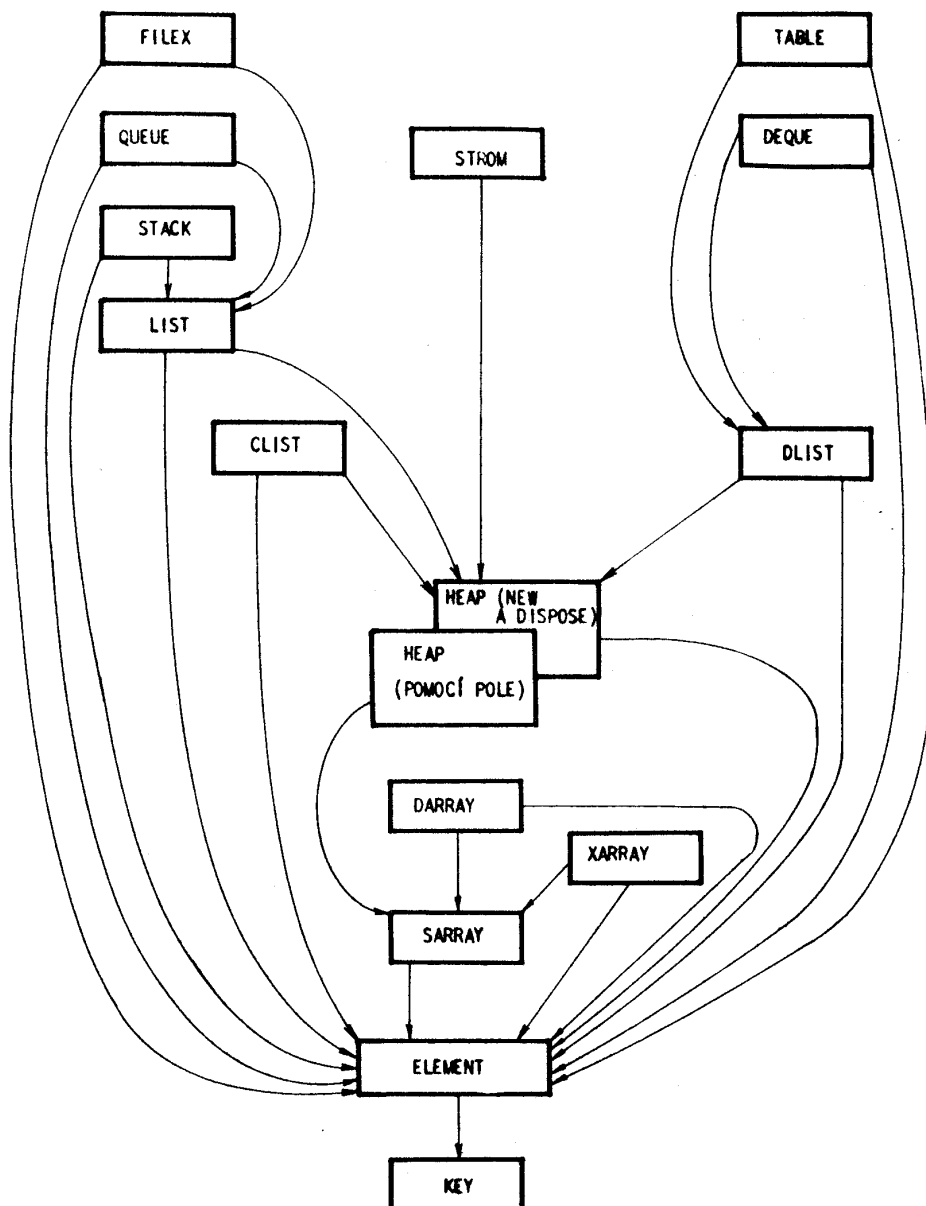 FILEX
TABLE
QUEUE
DEQUE
STROM
STACK
LIST
CLIST
DLIST
HEAP (NEW
A DISPOSE)
HEAP
(POMOCÍ POLE)
DARRAY
XARRAY
SARRAY
ELEMENT
KEY